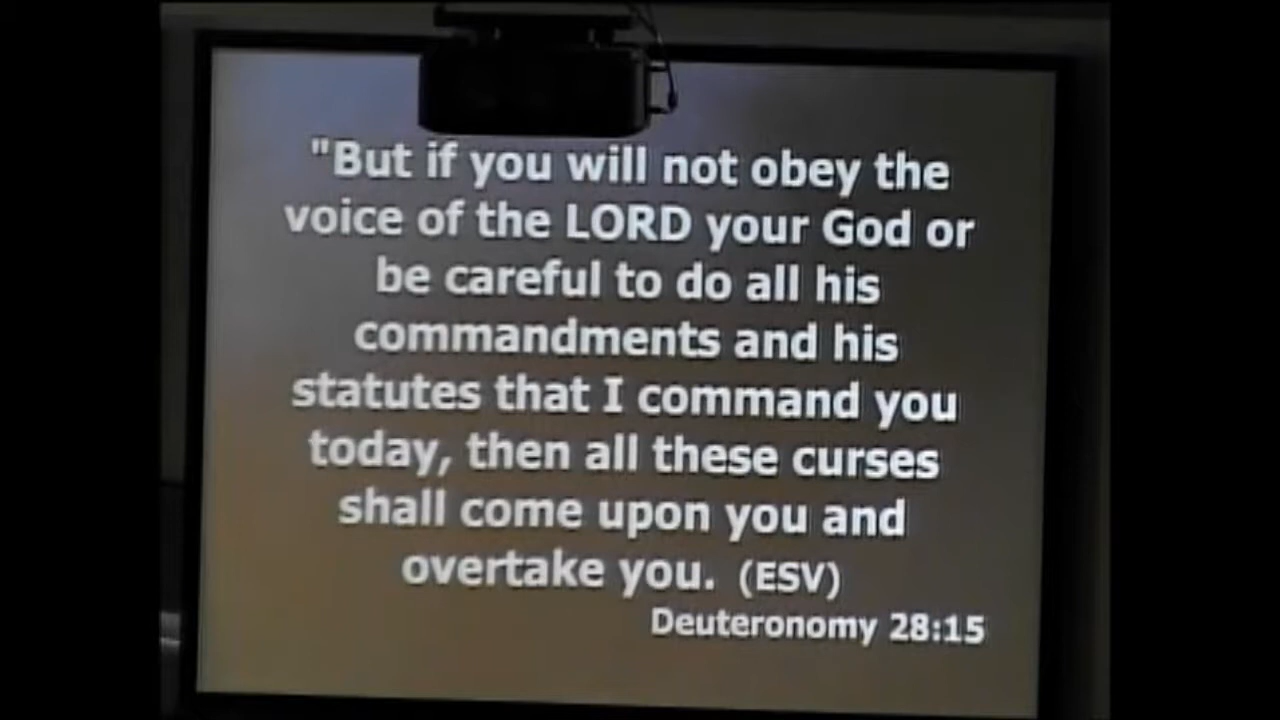 "But if you will not obey the
voice of the LORD your God or
be careful to do all his
commandments and his
statutes that I command you
today, then all these curses
shall come upon you and
overtake you. (ESV)
Deuteronomy 28:15